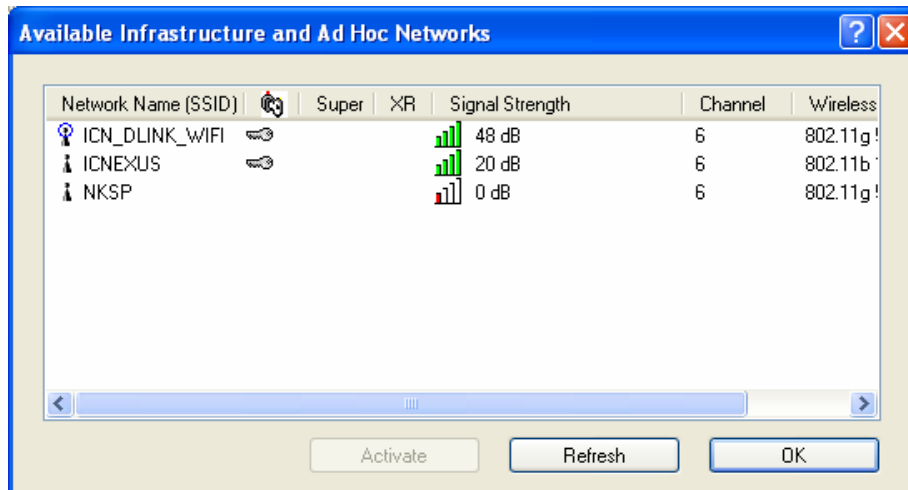 Available Infrastructure and Ad Hoc Networks
Network Name (SSID) Super XR Signal Strength Channel Wireless
ICN_DLINK_WIFI 48 dB 6 802.11g
ICNEXUS 20 dB 6 802.11b
NKSP 0 dB 6 802.11g
Activate Refresh OK